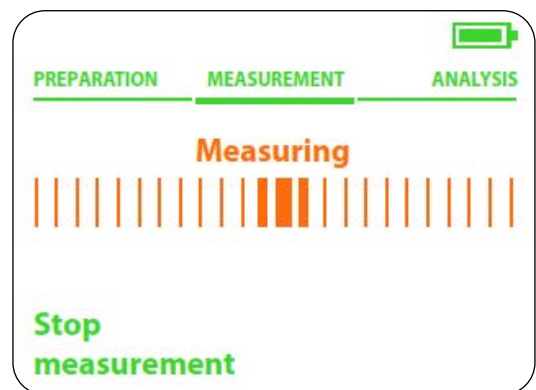 PREPARATION MEASUREMENT ANALYSIS
Measuring
Stop
measurement